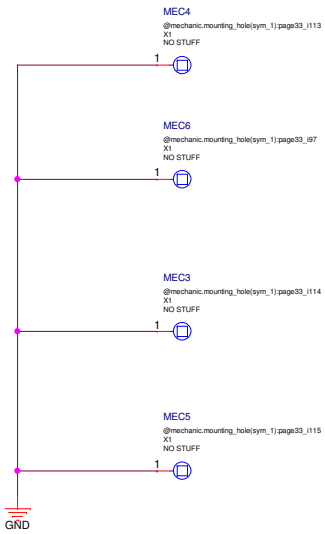 MEC4
@mechanic.mounting_hole(sym_1):page33_i113
X1
NO STUFF
1
MEC6
@mechanic.mounting_hole(sym_1):page33_i97
X1
NO STUFF
1
MEC3
@mechanic.mounting_hole(sym_1):page33_i114
X1
NO STUFF
1
MEC5
@mechanic.mounting_hole(sym_1):page33_i115
X1
NO STUFF
1
GND